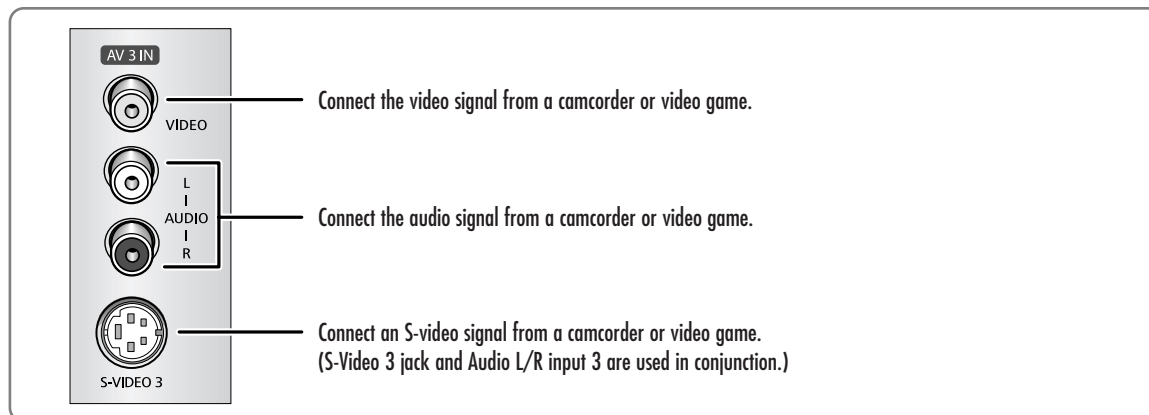 AV 3 IN
VIDEO
Connect the video signal from a camcorder or video game.
L
AUDIO
R
Connect the audio signal from a camcorder or video game.
S-VIDEO 3
Connect an S-video signal from a camcorder or video game.
(S-Video 3 jack and Audio L/R input 3 are used in conjunction.)